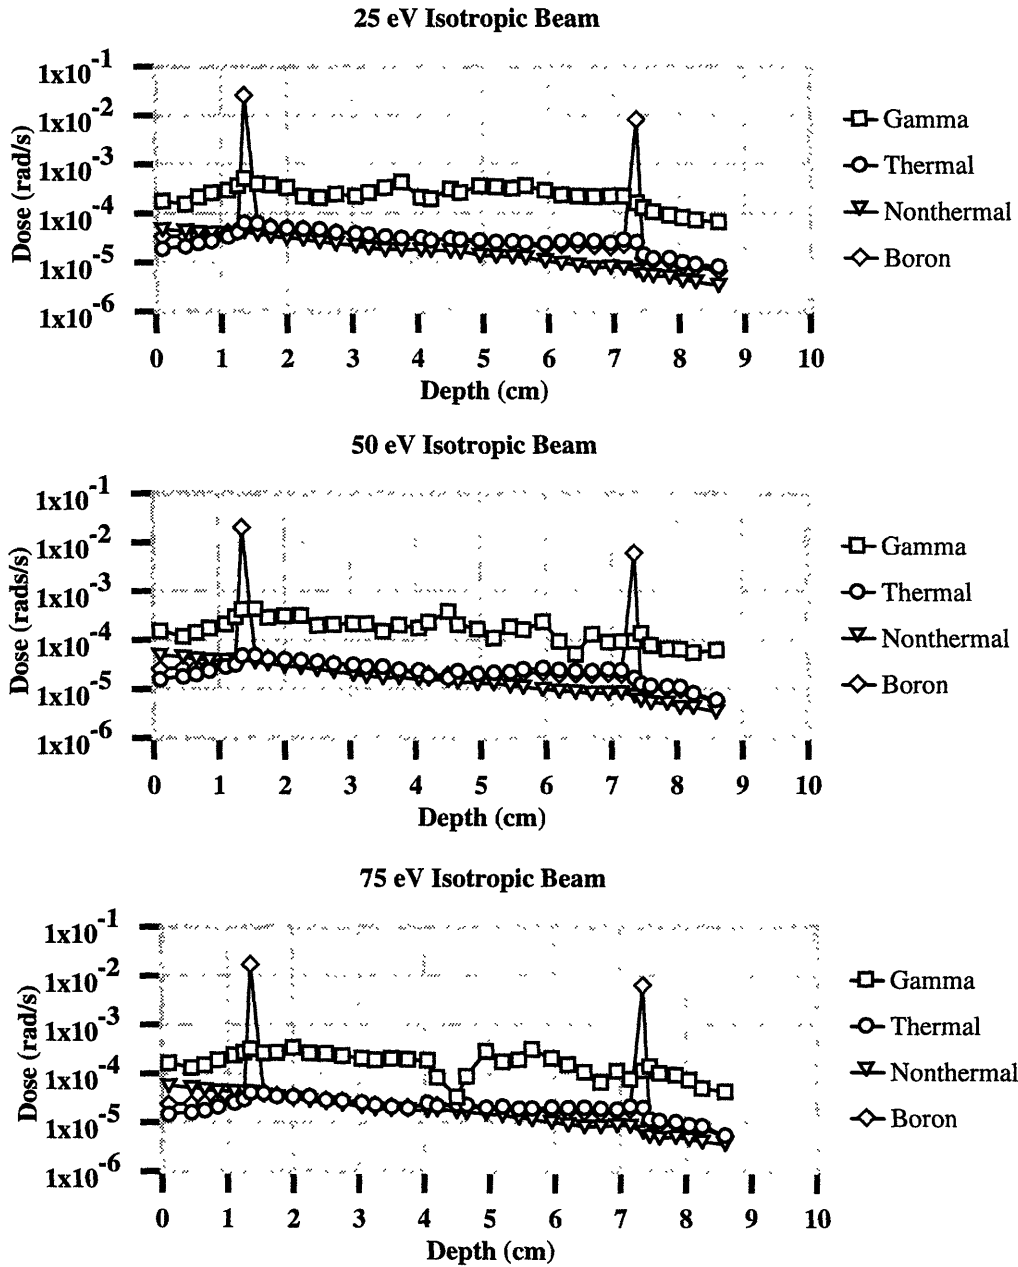 25 eV Isotropic Beam
1x10^-1
1x10^-2
1x10^-3
1x10^-4
1x10^-5
1x10^-6
Dose (rad/s)
0 1 2 3 4 5 6 7 8 9 10
Depth (cm)
Gamma
Thermal
Nonthermal
Boron
50 eV Isotropic Beam
1x10^-1
1x10^-2
1x10^-3
1x10^-4
1x10^-5
1x10^-6
Dose (rads/s)
0 1 2 3 4 5 6 7 8 9 10
Depth (cm)
Gamma
Thermal
Nonthermal
Boron
75 eV Isotropic Beam
1x10^-1
1x10^-2
1x10^-3
1x10^-4
1x10^-5
1x10^-6
Dose (rad/s)
0 1 2 3 4 5 6 7 8 9 10
Depth (cm)
Gamma
Thermal
Nonthermal
Boron